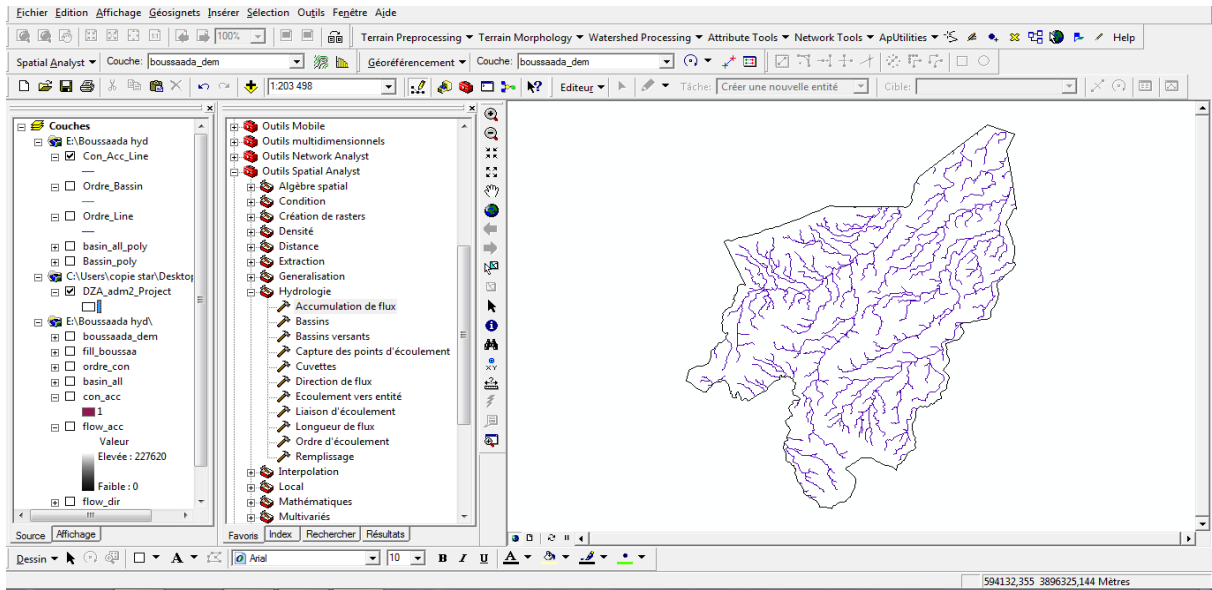 Fichier Edition Affichage Géosignets Insérer Sélection Outils Fenêtre Aide
100% Terrain Preprocessing Terrain Morphology Watershed Processing Attribute Tools Network Tools ApUtilities Help
Spatial Analyst Couche: boussaada_dem Géoréférencement Couche: boussaada_dem
1:203 498 Editeur Tâche: Créer une nouvelle entité Cible:
Couches
E:\Boussaada hyd
Con_Acc_Line
Ordre_Bassin
Ordre_Line
basin_all_poly
Bassin_poly
C:\Users\copie star\Desktop
DZA_adm2_Project
E:\Boussaada hyd\
boussaada_dem
fill_boussaa
ordre_con
basin_all
con_acc
1
flow_acc
Valeur
Elevée : 227620
Faible : 0
flow_dir
Source Affichage
Outils Mobile
Outils multidimensionnels
Outils Network Analyst
Outils Spatial Analyst
Algèbre spatial
Condition
Création de rasters
Densité
Distance
Extraction
Generalisation
Hydrologie
Accumulation de flux
Bassins
Bassins versants
Capture des points d'écoulement
Cuvettes
Direction de flux
Ecoulement vers entité
Liaison d'écoulement
Longueur de flux
Ordre d'écoulement
Remplissage
Interpolation
Local
Mathématiques
Multivariés
Favoris Index Rechercher Résultats
XY
Dessin A Arial 10 B I U A
594132,355 3896325,144 Mètres